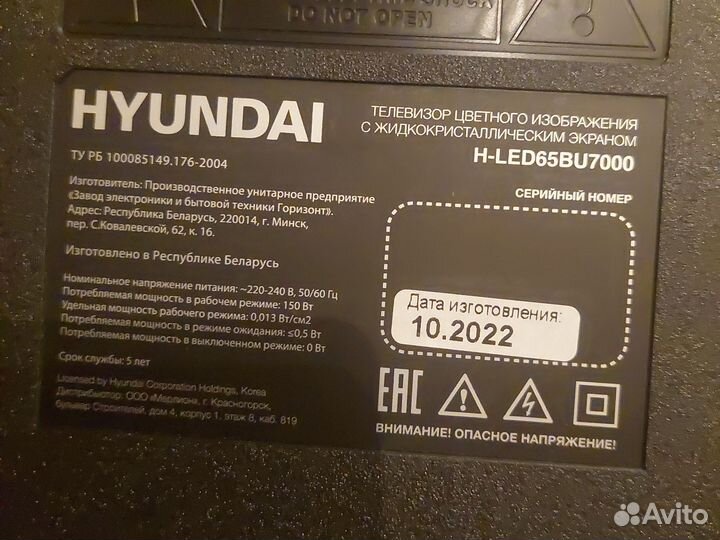 DO NOT OPEN
HYUNDAI
ТУ РБ 100085149.176-2004
ТЕЛЕВИЗОР ЦВЕТНОГО ИЗОБРАЖЕНИЯ
С ЖИДКОКРИСТАЛЛИЧЕСКИМ ЭКРАНОМ
H-LED65BU7000
Изготовитель: Производственное унитарное предприятие
«Завод электроники и бытовой техники Горизонт».
Адрес: Республика Беларусь, 220014, г. Минск,
пер. С.Ковалевской, 62, к. 16.
Изготовлено в Республике Беларусь
Номинальное напряжение питания: ~220-240 В, 50/60 Гц
Потребляемая мощность в рабочем режиме: 150 Вт
Удельная мощность рабочего режима: 0,013 Вт/см2
Потребляемая мощность в режиме ожидания: ≤0,5 Вт
Потребляемая мощность в выключенном режиме: 0 Вт
Срок службы: 5 лет
Licensed by Hyundai Corporation Holdings, Korea
Дистрибьютор: ООО «Мерлион», г. Красногорск,
бульвар Строителей, дом 4, корпус 1, этаж 8, каб. 819
СЕРИЙНЫЙ НОМЕР
Дата изготовления:
10.2022
EAC
ВНИМАНИЕ! ОПАСНОЕ НАПРЯЖЕНИЕ!
Avito